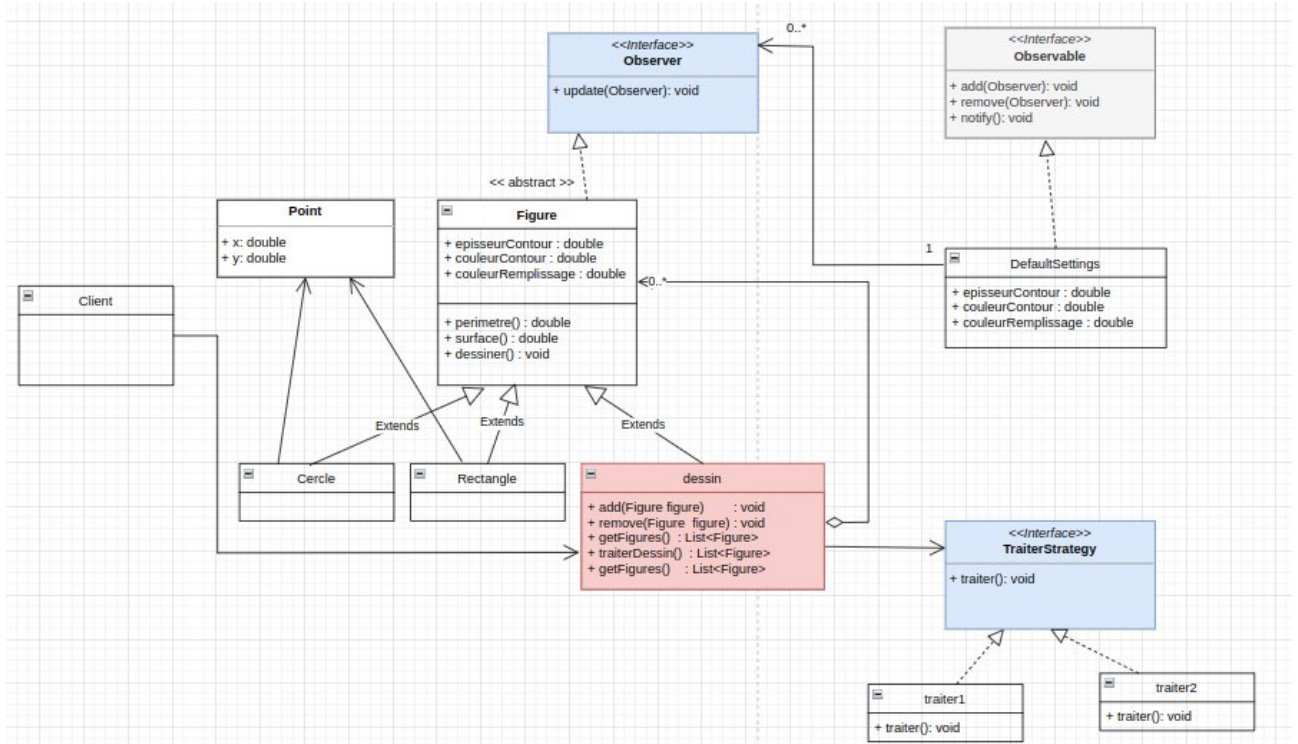 <<Interface>>
Observer
+ update(Observer): void
0..*
<<Interface>>
Observable
+ add(Observer): void
+ remove(Observer): void
+ notify(): void
<< abstract >>
Point
+ x: double
+ y: double
Figure
+ episseurContour : double
+ couleurContour : double
+ couleurRemplissage : double
+ perimetre() : double
+ surface() : double
+ dessiner() : void
0..*
1
DefaultSettings
+ episseurContour : double
+ couleurContour : double
+ couleurRemplissage : double
Client
Extends
Extends
Extends
Cercle
Rectangle
dessin
+ add(Figure figure) : void
+ remove(Figure figure) : void
+ getFigures() : List<Figure>
+ traiterDessin() : List<Figure>
+ getFigures() : List<Figure>
<<Interface>>
TraiterStrategy
+ traiter(): void
traiter1
+ traiter(): void
traiter2
+ traiter(): void